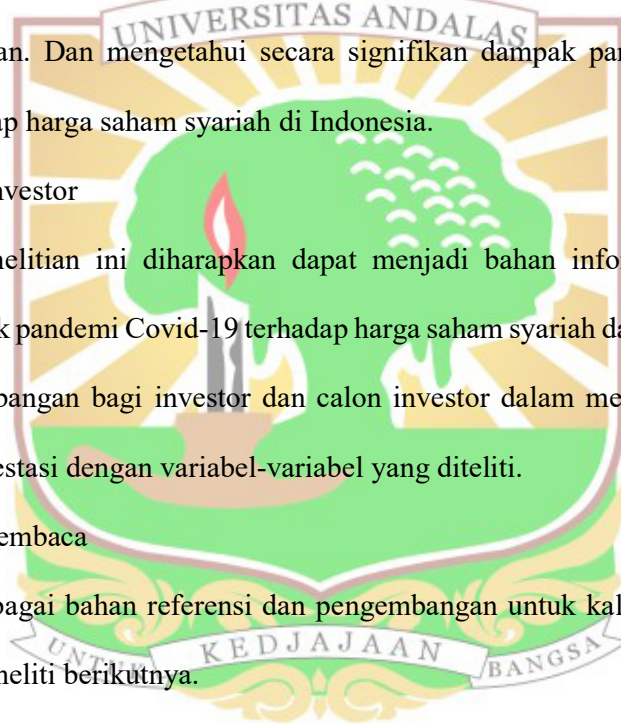 UNIVERSITAS ANDALAS
an. Dan mengetahui secara signifikan dampak par
ap harga saham syariah di Indonesia.
nvestor
nelitian ini diharapkan dapat menjadi bahan infor
k pandemi Covid-19 terhadap harga saham syariah da
bangan bagi investor dan calon investor dalam me
estasi dengan variabel-variabel yang diteliti.
embaca
bagai bahan referensi dan pengembangan untuk kal
neliti berikutnya.
UNTUK KEDJAJAAN BANGSA